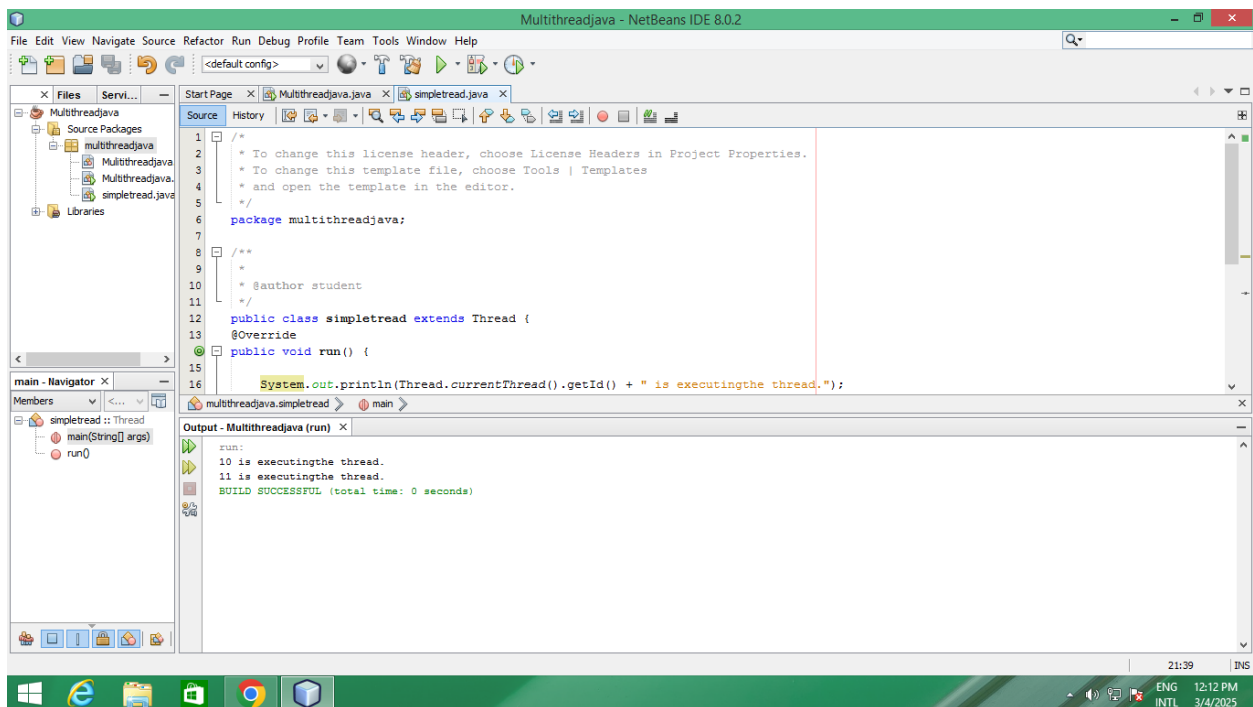 Multithreadjava - NetBeans IDE 8.0.2
File Edit View Navigate Source Refactor Run Debug Profile Team Tools Window Help
<default config>
Files Servi...
Start Page Multithreadjava.java simpletread.java
Multithreadjava
Source Packages
multithreadjava
Mulitithreadjava
Multithreadjava.
simpletread.java
Libraries
Source History
1 /*
2 * To change this license header, choose License Headers in Project Properties.
3 * To change this template file, choose Tools | Templates
4 * and open the template in the editor.
5 */
6 package multithreadjava;
7
8 /**
9 *
10 * @author student
11 */
12 public class simpletread extends Thread {
13 @Override
public void run() {
15
16 System.out.println(Thread.currentThread().getId() + " is executingthe thread.");
multithreadjava.simpletread main
main - Navigator
Members <...
simpletread :: Thread
main(String[] args)
run()
Output - Multithreadjava (run)
run:
10 is executingthe thread.
11 is executingthe thread.
BUILD SUCCESSFUL (total time: 0 seconds)
21:39 INS
ENG 12:12 PM
INTL 3/4/2025